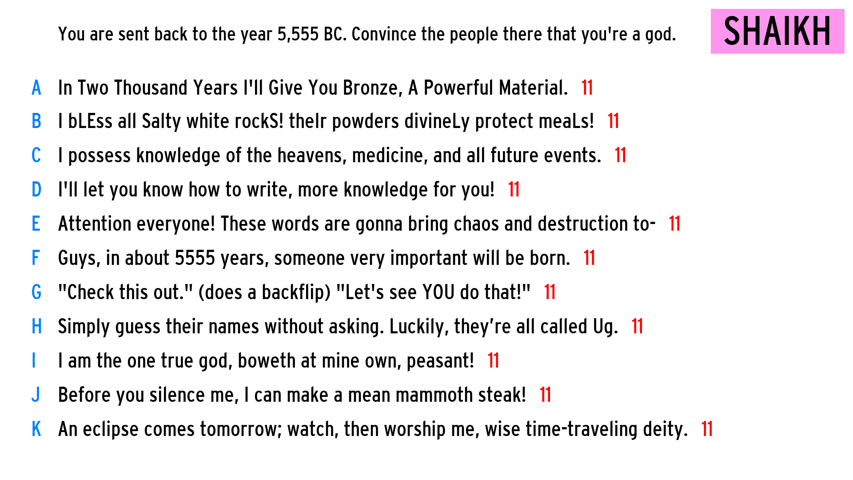 You are sent back to the year 5,555 BC. Convince the people there that you're a god.
SHAIKH
A In Two Thousand Years I'll Give You Bronze, A Powerful Material. 11
B I bLEss all Salty white rockS! theIr powders divineLy protect meaLs! 11
C I possess knowledge of the heavens, medicine, and all future events. 11
D I'll let you know how to write, more knowledge for you! 11
E Attention everyone! These words are gonna bring chaos and destruction to- 11
F Guys, in about 5555 years, someone very important will be born. 11
G "Check this out." (does a backflip) "Let's see YOU do that!" 11
H Simply guess their names without asking. Luckily, they’re all called Ug. 11
I I am the one true god, boweth at mine own, peasant! 11
J Before you silence me, I can make a mean mammoth steak! 11
K An eclipse comes tomorrow; watch, then worship me, wise time-traveling deity. 11